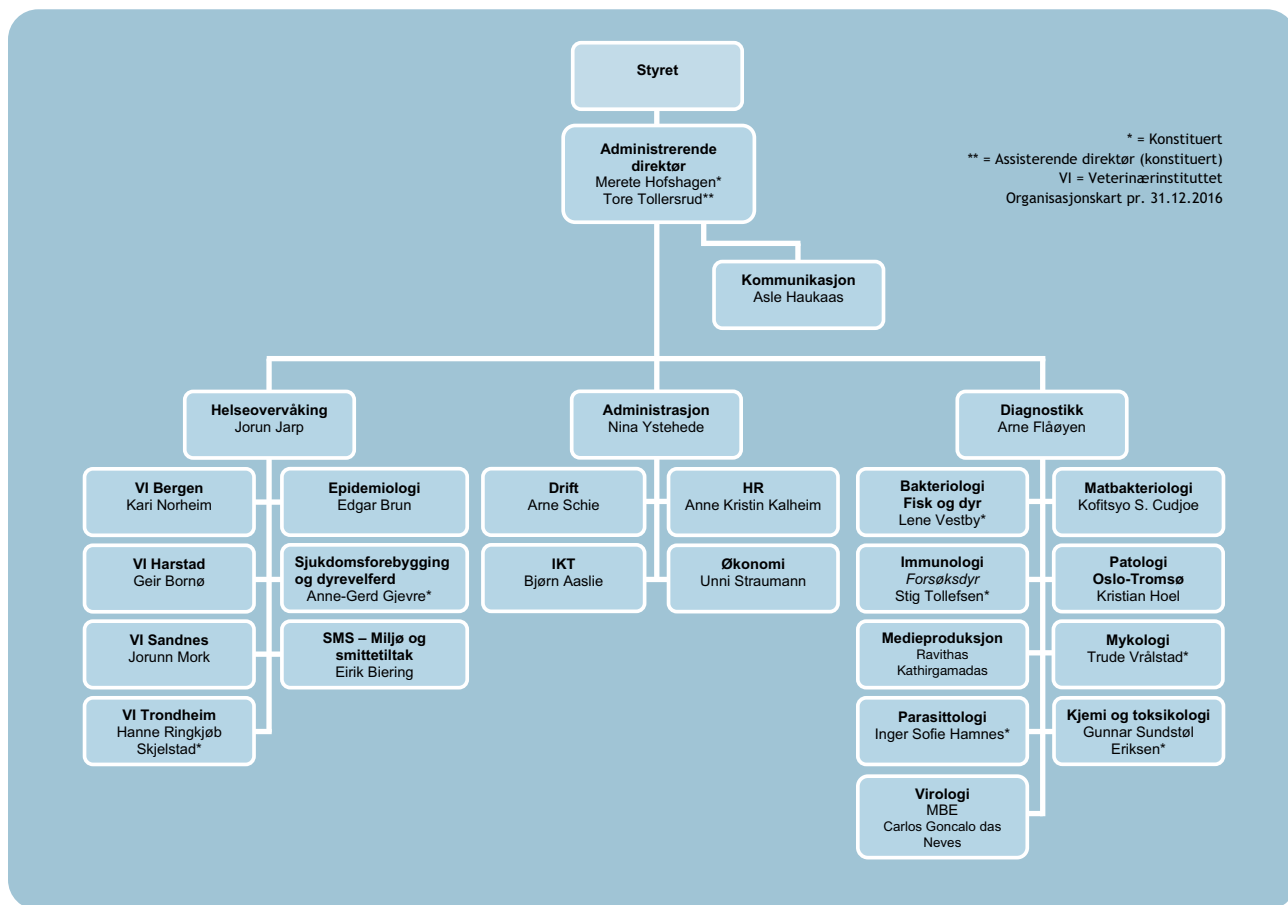 Styret
Administrerende
direktør
Merete Hofshagen*
Tore Tollersrud**
* = Konstituert
** = Assisterende direktør (konstituert)
VI = Veterinærinstituttet
Organisasjonskart pr. 31.12.2016
Kommunikasjon
Asle Haukaas
Helseovervåking
Jorun Jarp
Administrasjon
Nina Ystehede
Diagnostikk
Arne Flåøyen
VI Bergen
Kari Norheim
Epidemiologi
Edgar Brun
VI Harstad
Geir Bornø
Sjukdomsforebygging
og dyrevelferd
Anne-Gerd Gjevre*
VI Sandnes
Jorunn Mork
SMS – Miljø og
smittetiltak
Eirik Biering
VI Trondheim
Hanne Ringkjøb
Skjelstad*
Drift
Arne Schie
HR
Anne Kristin Kalheim
IKT
Bjørn Aaslie
Økonomi
Unni Straumann
Bakteriologi
Fisk og dyr
Lene Vestby*
Matbakteriologi
Kofitsyo S. Cudjoe
Immunologi
Forsøksdyr
Stig Tollefsen*
Patologi
Oslo-Tromsø
Kristian Hoel
Medieproduksjon
Ravithas
Kathirgamadas
Mykologi
Trude Vrålstad*
Parasittologi
Inger Sofie Hamnes*
Kjemi og toksikologi
Gunnar Sundstøl
Eriksen*
Virologi
MBE
Carlos Goncalo das
Neves